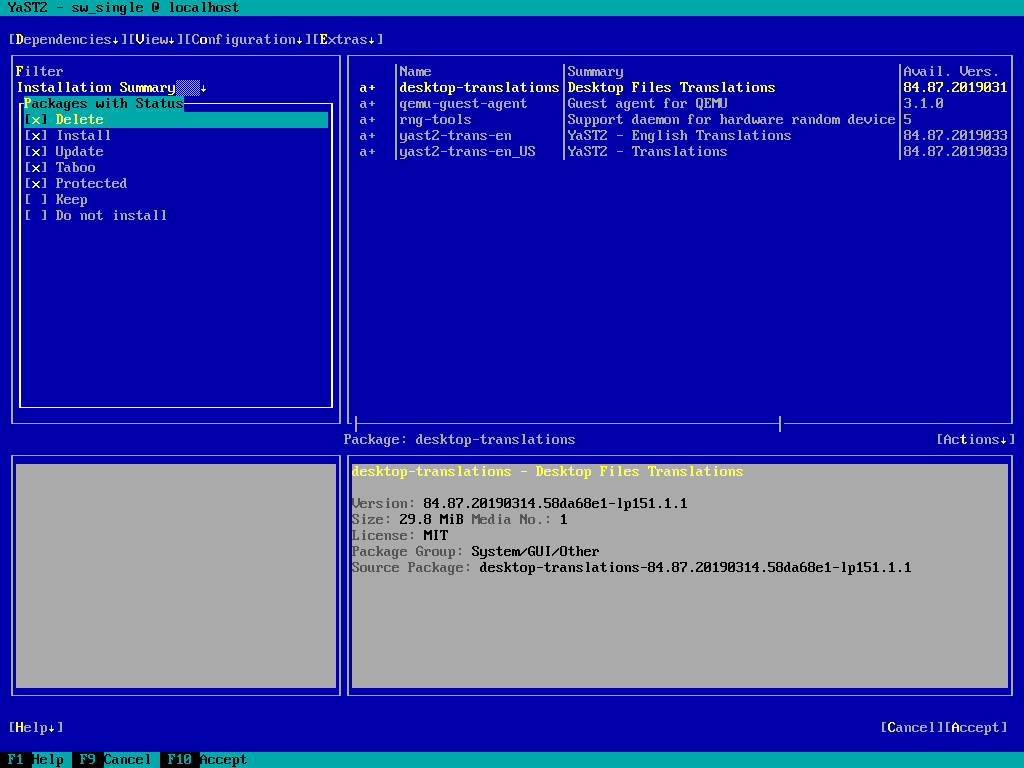 YaST2 - sw_single @ localhost
[Dependencies↓][View↓][Configuration↓][Extras↓]
Filter
Installation Summary ↓
Packages with Status
[x] Delete
[x] Install
[x] Update
[x] Taboo
[x] Protected
[ ] Keep
[ ] Do not install
|Name |Summary |Avail. Vers.
a+ |desktop-translations|Desktop Files Translations |84.87.2019031
a+ |qemu-guest-agent |Guest agent for QEMU |3.1.0
a+ |rng-tools |Support daemon for hardware random device|5
a+ |yast2-trans-en |YaST2 - English Translations |84.87.2019033
a+ |yast2-trans-en_US |YaST2 - Translations |84.87.2019033
Package: desktop-translations [Actions↓]
desktop-translations - Desktop Files Translations
Version: 84.87.20190314.58da68e1-lp151.1.1
Size: 29.8 MiB Media No.: 1
License: MIT
Package Group: System/GUI/Other
Source Package: desktop-translations-84.87.20190314.58da68e1-lp151.1.1
[Help↓] [Cancel][Accept]
F1 Help F9 Cancel F10 Accept